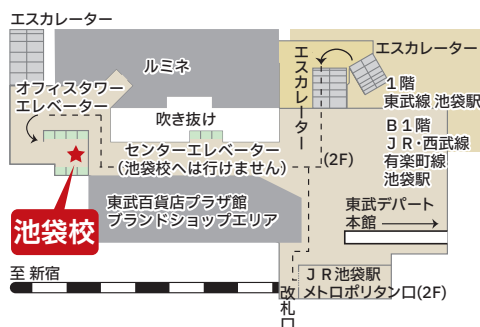 エスカレーター
ルミネ
エスカレーター
エスカレーター
オフィスタワー
エレベーター
1階
東武線 池袋駅
吹き抜け
B1階
JR・西武線
有楽町線
池袋駅
センターエレベーター
（池袋校へは行けません）
(2F)
東武百貨店プラザ館
ブランドショップエリア
東武デパート
本館
池袋校
至 新宿
JR池袋駅
メトロポリタン口(2F)
改札口